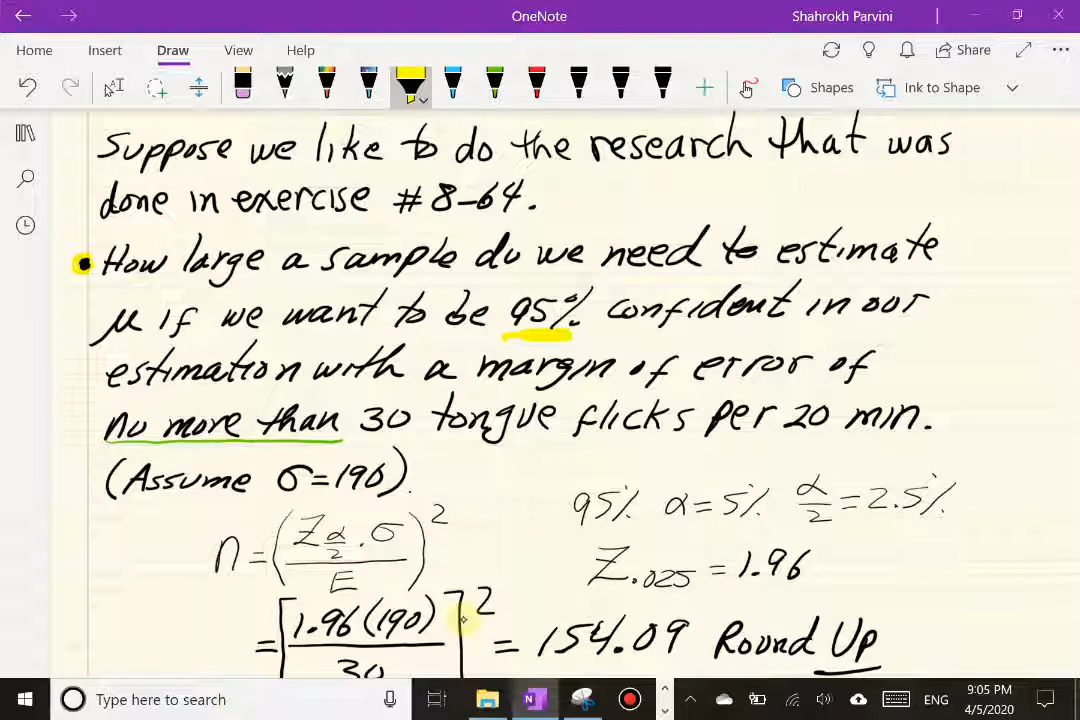 OneNote
Shahrokh Parvini
Home Insert Draw View Help
Share
Shapes
Ink to Shape
Suppose we like to do the research that was
done in exercise #8-64.
• How large a sample do we need to estimate
μ if we want to be 95% confident in our
estimation with a margin of error of
no more than 30 tongue flicks per 20 min.
(Assume σ=190).
95% α=5% α/2=2.5%
n=(Zα/2·σ/E)²
Z.025=1.96
=[1.96(190)/30]²=154.09 Round Up
Type here to search
ENG
9:05 PM
4/5/2020